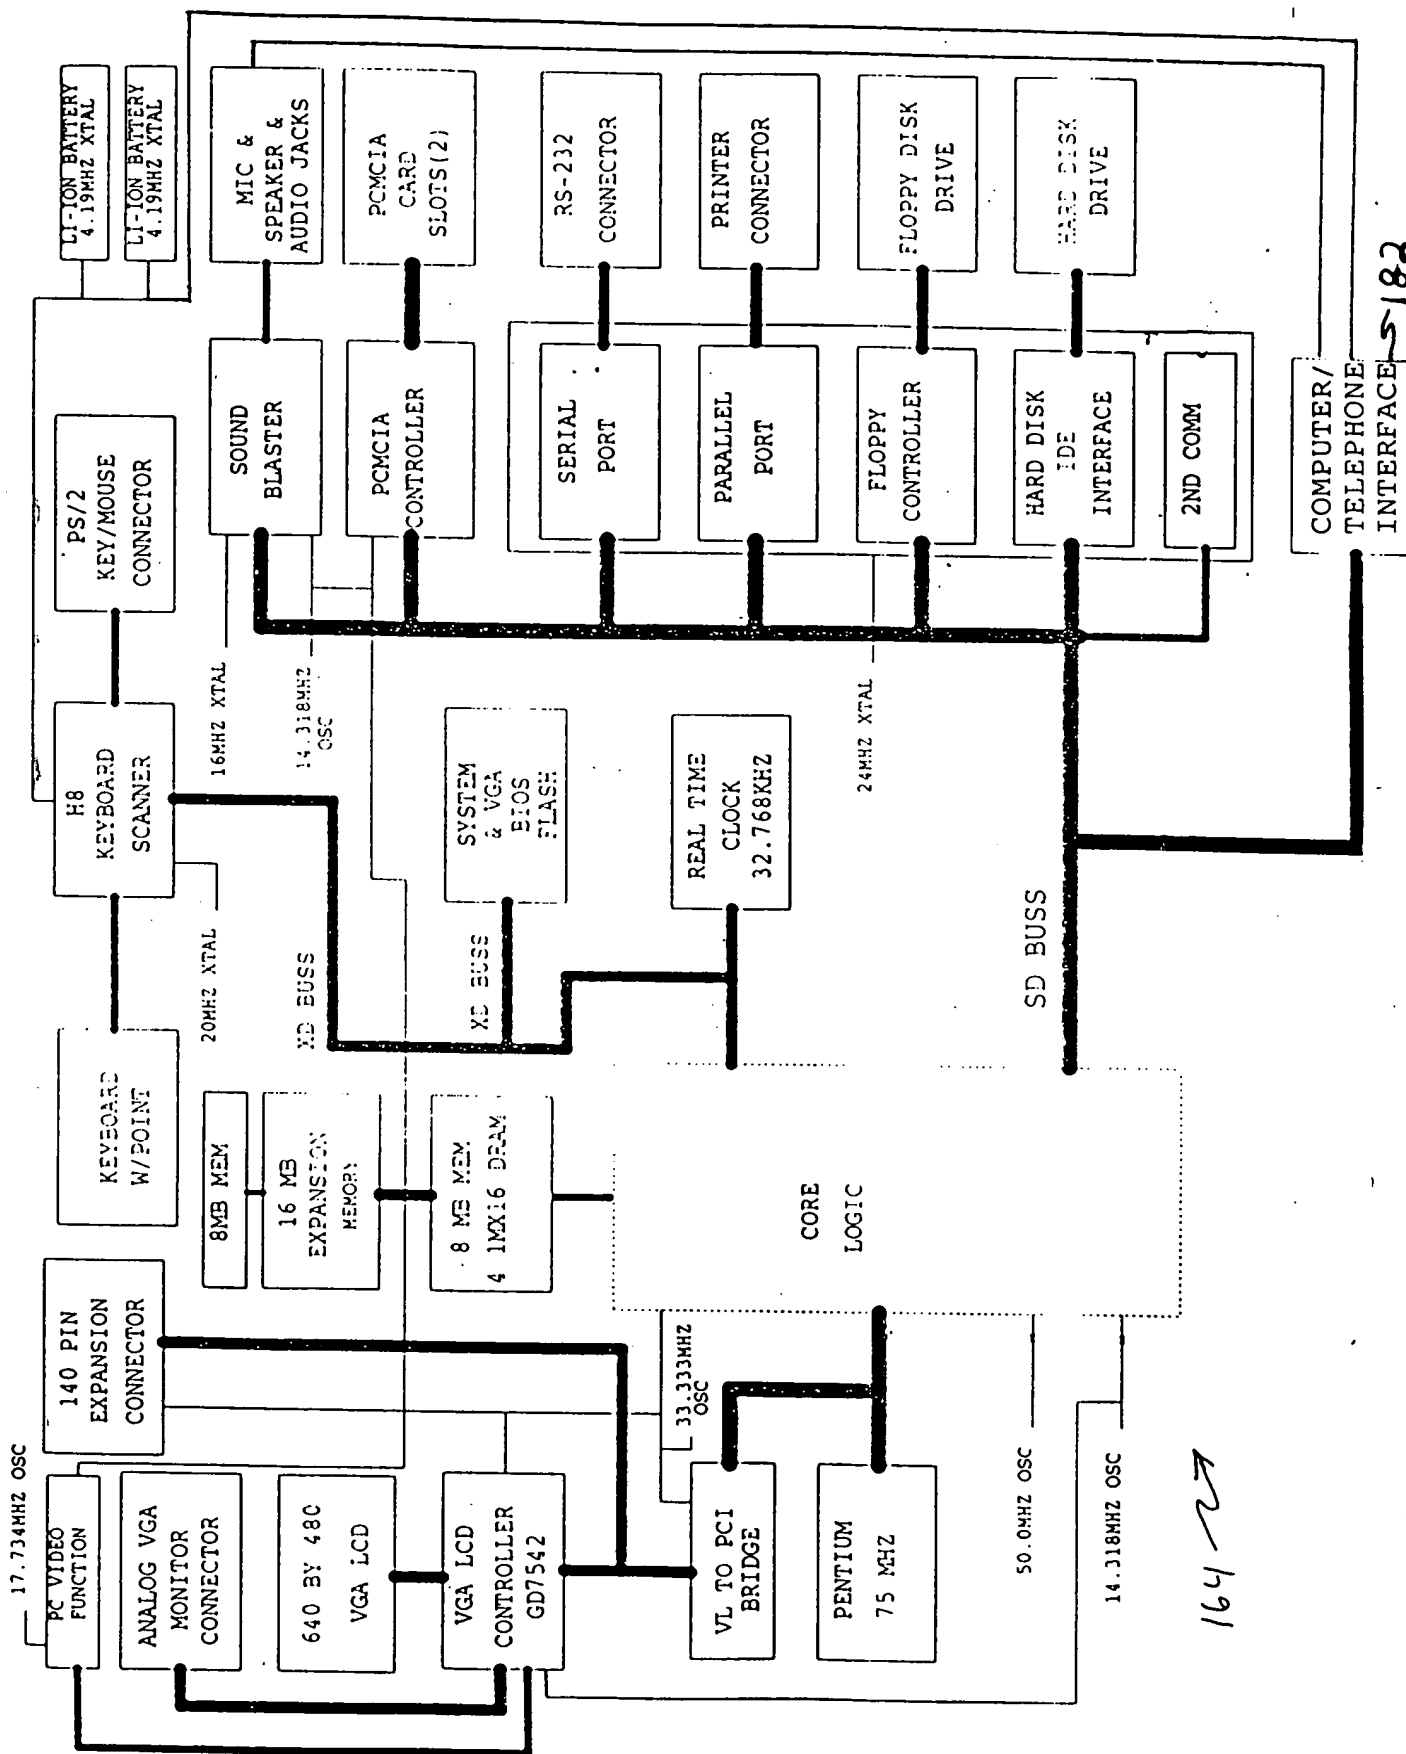 17.734MHZ OSC
PC VIDEO
FUNCTION
ANALOG VGA
MONITOR
CONNECTOR
640 BY 480
VGA LCD
VGA LCD
CONTROLLER
GD7542
VL TO PCI
BRIDGE
PENTIUM
75 MHZ
140 PIN
EXPANSION
CONNECTOR
33.333MHZ
OSC
50.0MHZ OSC
14.318MHZ OSC
164
KEYBOARD
W/POINT
8MB MEM
16 MB
EXPANSION
MEMORY
8 MB MEM
4 1MX16 DRAM
CORE
LOGIC
20MHZ XTAL
XD BUSS
XD BUSS
SD BUSS
H8
KEYBOARD
SCANNER
16MHZ XTAL
14.318MHZ
OSC
SYSTEM
& VGA
BIOS
FLASH
REAL TIME
CLOCK
32.768KHZ
24MHZ XTAL
PS/2
KEY/MOUSE
CONNECTOR
SOUND
BLASTER
PCMCIA
CONTROLLER
SERIAL
PORT
PARALLEL
PORT
FLOPPY
CONTROLLER
HARD DISK
IDE
INTERFACE
2ND COMM
COMPUTER/
TELEPHONE
INTERFACE
182
LI-ION BATTERY
4.19MHZ XTAL
LI-ION BATTERY
4.19MHZ XTAL
MIC &
SPEAKER &
AUDIO JACKS
PCMCIA
CARD
SLOTS(2)
RS-232
CONNECTOR
PRINTER
CONNECTOR
FLOPPY DISK
DRIVE
HARD DISK
DRIVE